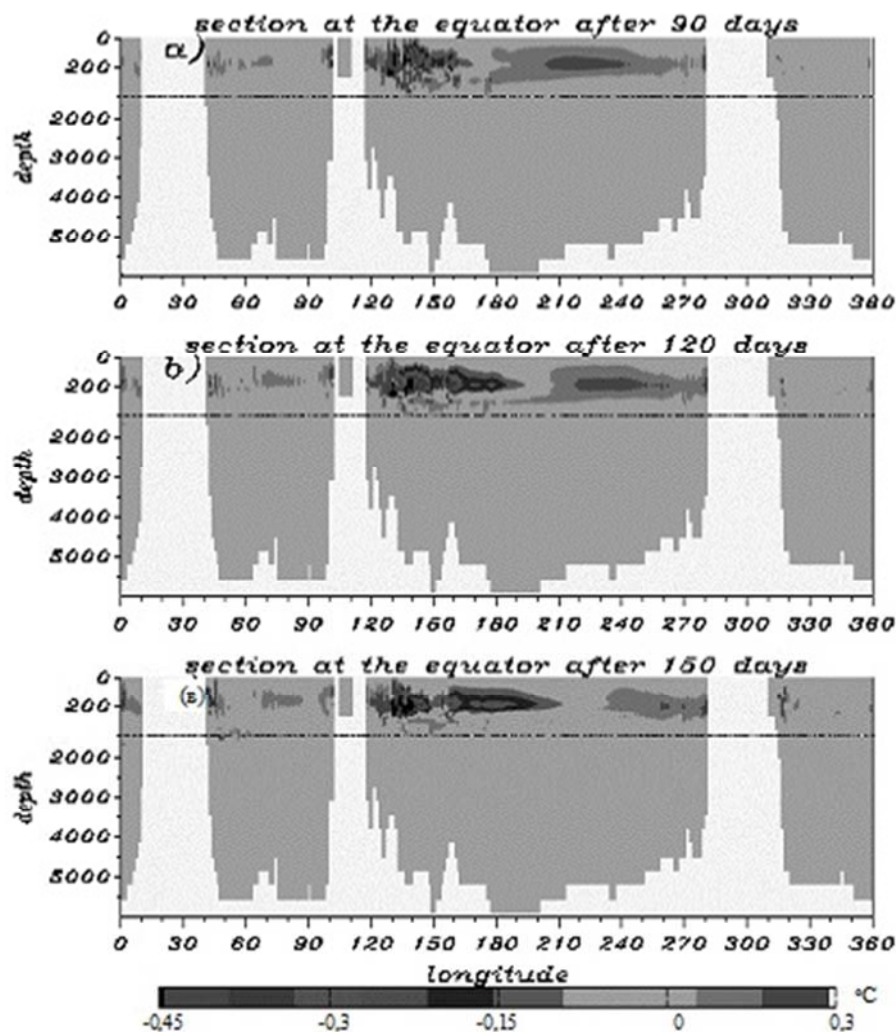 section at the equator after 90 days
a)
0
200
2000
3000
4000
5000
depth
0 30 60 90 120 150 180 210 240 270 300 330 360
section at the equator after 120 days
b)
0
200
2000
3000
4000
5000
depth
0 30 60 90 120 150 180 210 240 270 300 330 360
section at the equator after 150 days
(в)
0
200
2000
3000
4000
5000
depth
0 30 60 90 120 150 180 210 240 270 300 330 360
longitude
°C
-0,45 -0,3 -0,15 0 0.3